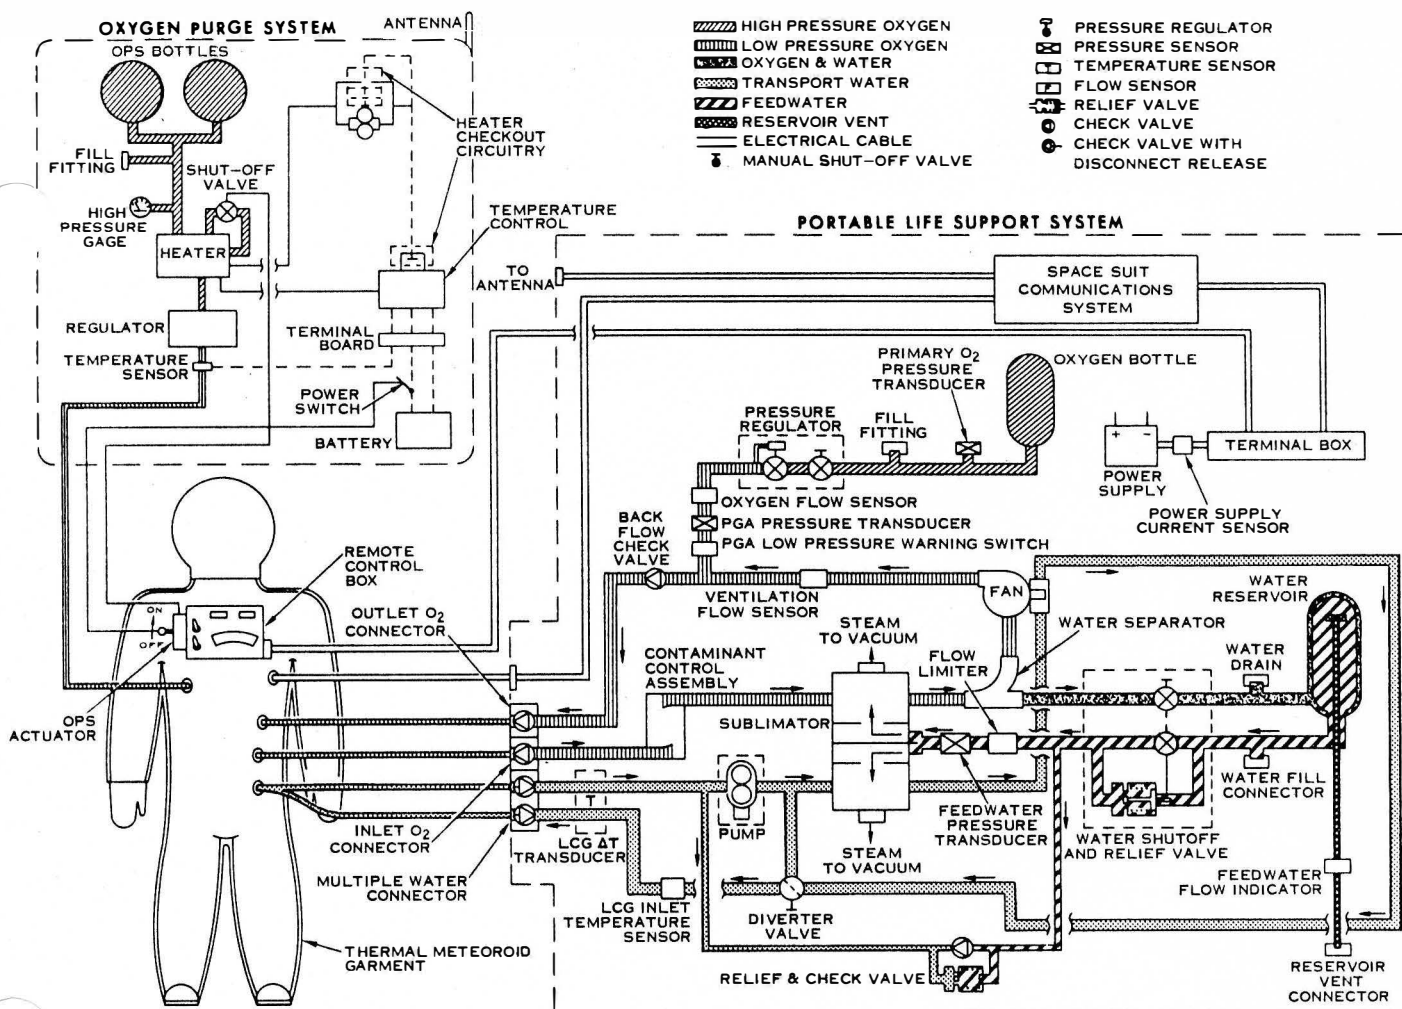 OXYGEN PURGE SYSTEM
ANTENNA
OPS BOTTLES
FILL
FITTING
SHUT-OFF
VALVE
HIGH
PRESSURE
GAGE
HEATER
HEATER
CHECKOUT
CIRCUITRY
TEMPERATURE
CONTROL
REGULATOR
TERMINAL
BOARD
TEMPERATURE
SENSOR
POWER
SWITCH
BATTERY
HIGH PRESSURE OXYGEN
LOW PRESSURE OXYGEN
OXYGEN & WATER
TRANSPORT WATER
FEEDWATER
RESERVOIR VENT
ELECTRICAL CABLE
MANUAL SHUT-OFF VALVE
PRESSURE REGULATOR
PRESSURE SENSOR
T TEMPERATURE SENSOR
F FLOW SENSOR
RELIEF VALVE
CHECK VALVE
CHECK VALVE WITH
DISCONNECT RELEASE
PORTABLE LIFE SUPPORT SYSTEM
TO
ANTENNA
SPACE SUIT
COMMUNICATIONS
SYSTEM
PRIMARY O2
PRESSURE
TRANSDUCER
OXYGEN BOTTLE
PRESSURE
REGULATOR
FILL
FITTING
+ −
POWER
SUPPLY
TERMINAL BOX
POWER SUPPLY
CURRENT SENSOR
OXYGEN FLOW SENSOR
PGA PRESSURE TRANSDUCER
PGA LOW PRESSURE WARNING SWITCH
BACK
FLOW
CHECK
VALVE
VENTILATION
FLOW SENSOR
FAN
WATER
RESERVOIR
REMOTE
CONTROL
BOX
ON
OFF
OUTLET O2
CONNECTOR
STEAM
TO VACUUM
WATER SEPARATOR
CONTAMINANT
CONTROL
ASSEMBLY
FLOW
LIMITER
WATER
DRAIN
SUBLIMATOR
OPS
ACTUATOR
WATER FILL
CONNECTOR
PUMP
T
FEEDWATER
PRESSURE
TRANSDUCER
WATER SHUTOFF
AND RELIEF VALVE
INLET O2
CONNECTOR
LCG ΔT
TRANSDUCER
STEAM
TO VACUUM
MULTIPLE WATER
CONNECTOR
LCG INLET
TEMPERATURE
SENSOR
DIVERTER
VALVE
FEEDWATER
FLOW INDICATOR
THERMAL METEOROID
GARMENT
RELIEF & CHECK VALVE
RESERVOIR
VENT
CONNECTOR